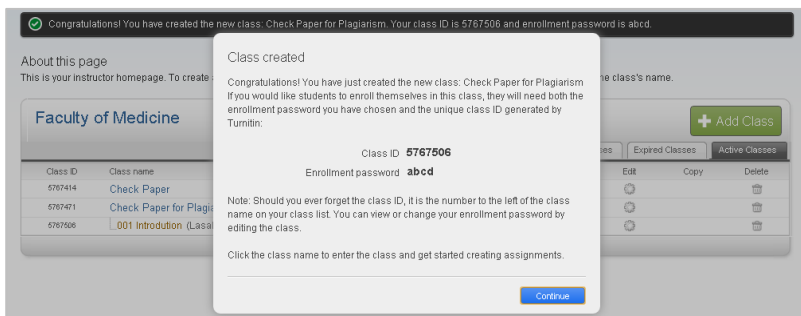 Congratulations! You have created the new class: Check Paper for Plagiarism. Your class ID is 5767506 and enrollment password is abcd.
About this page
This is your instructor homepage. To create
he class's name.
Class created
Congratulations! You have just created the new class: Check Paper for Plagiarism
If you would like students to enroll themselves in this class, they will need both the
enrollment password you have chosen and the unique class ID generated by
Turnitin:
Class ID 5767506
Enrollment password abcd
Note: Should you ever forget the class ID, it is the number to the left of the class
name on your class list. You can view or change your enrollment password by
editing the class.
Click the class name to enter the class and get started creating assignments.
Continue
Faculty of Medicine
Add Class
Expired Classes Active Classes
Class ID Class name Edit Copy Delete
5767414 Check Paper
5767471 Check Paper for Plagia
5767506 001 Introdution (Lasal